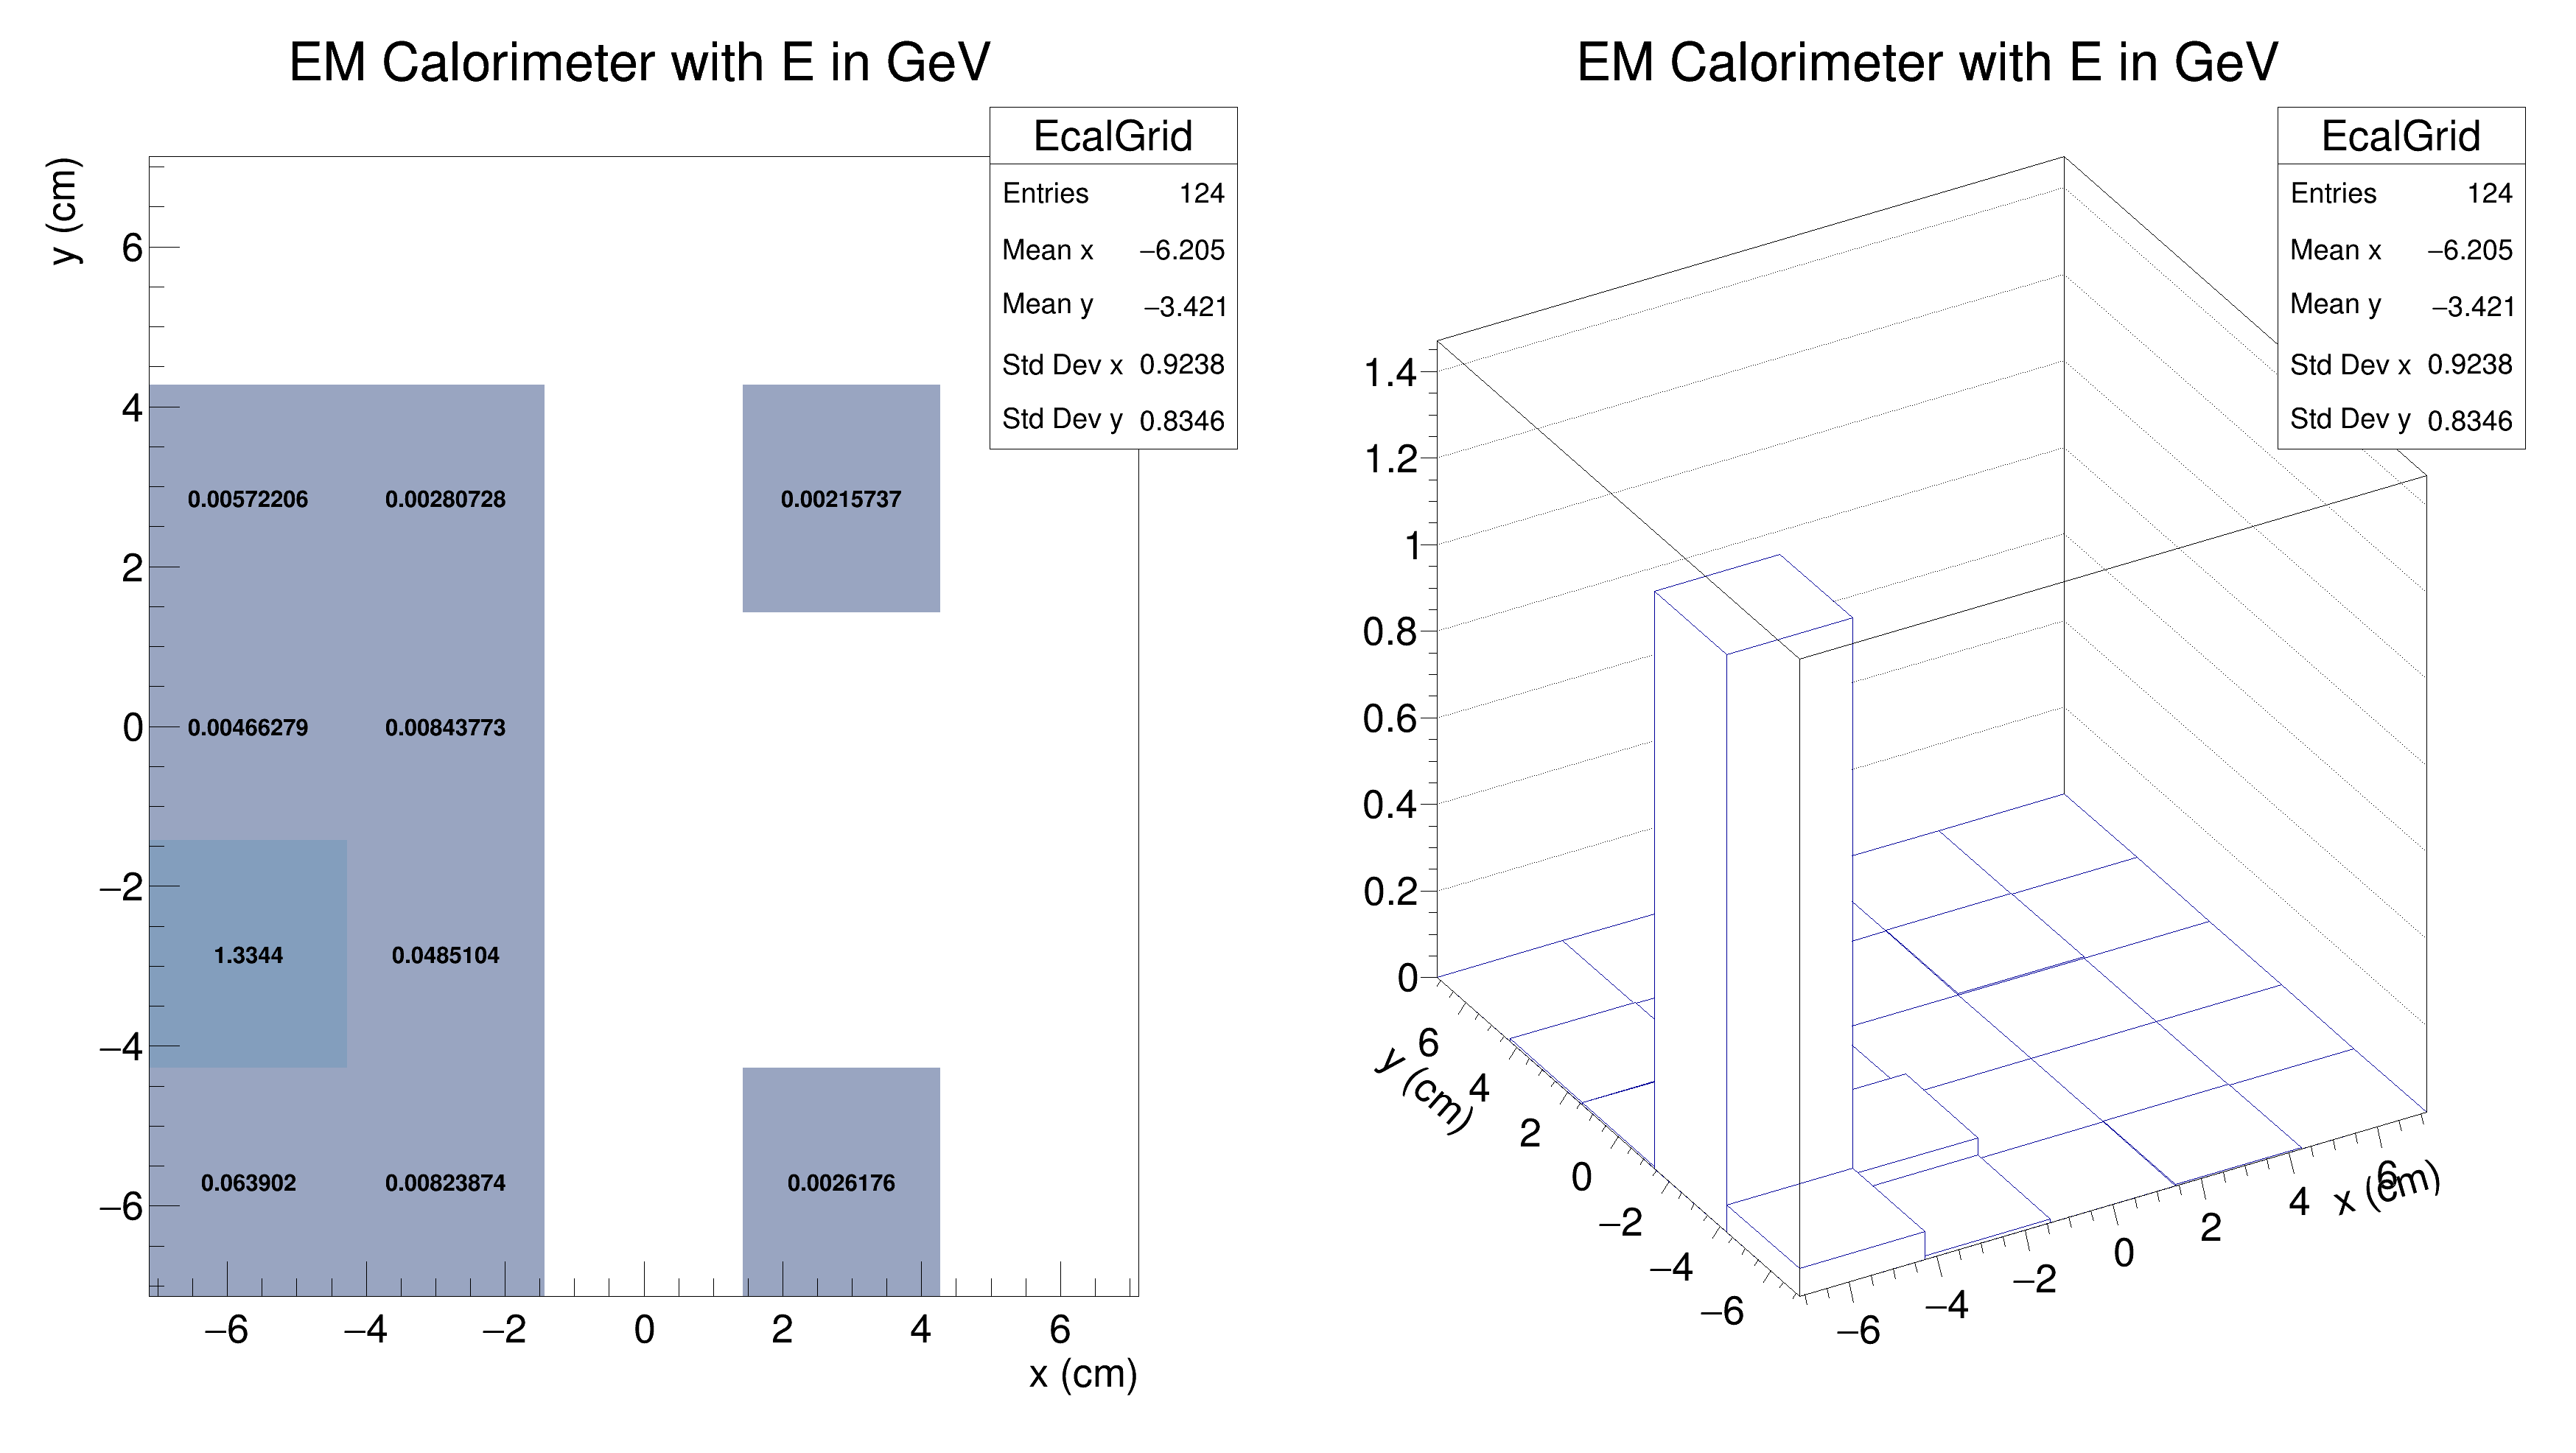 EM Calorimeter with E in GeV
EcalGrid
Entries 124
Mean x −6.205
Mean y −3.421
Std Dev x 0.9238
Std Dev y 0.8346
y (cm)
6
4
2
0
−2
−4
−6
0.00572206 0.00280728 0.00215737
0.00466279 0.00843773
1.3344 0.0485104
0.063902 0.00823874 0.0026176
−6 −4 −2 0 2 4 6
x (cm)
EM Calorimeter with E in GeV
EcalGrid
Entries 124
Mean x −6.205
Mean y −3.421
Std Dev x 0.9238
Std Dev y 0.8346
1.4
1.2
1
0.8
0.6
0.4
0.2
0
6
4
2
0
−2
−4
−6
y (cm)
−6 −4 −2 0 2 4 6
x (cm)